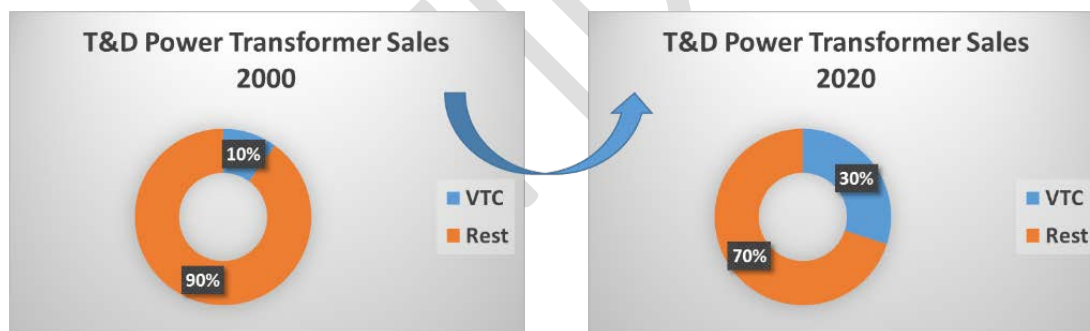 T&D Power Transformer Sales
2000
10%
90%
VTC
Rest
T&D Power Transformer Sales
2020
30%
70%
VTC
Rest